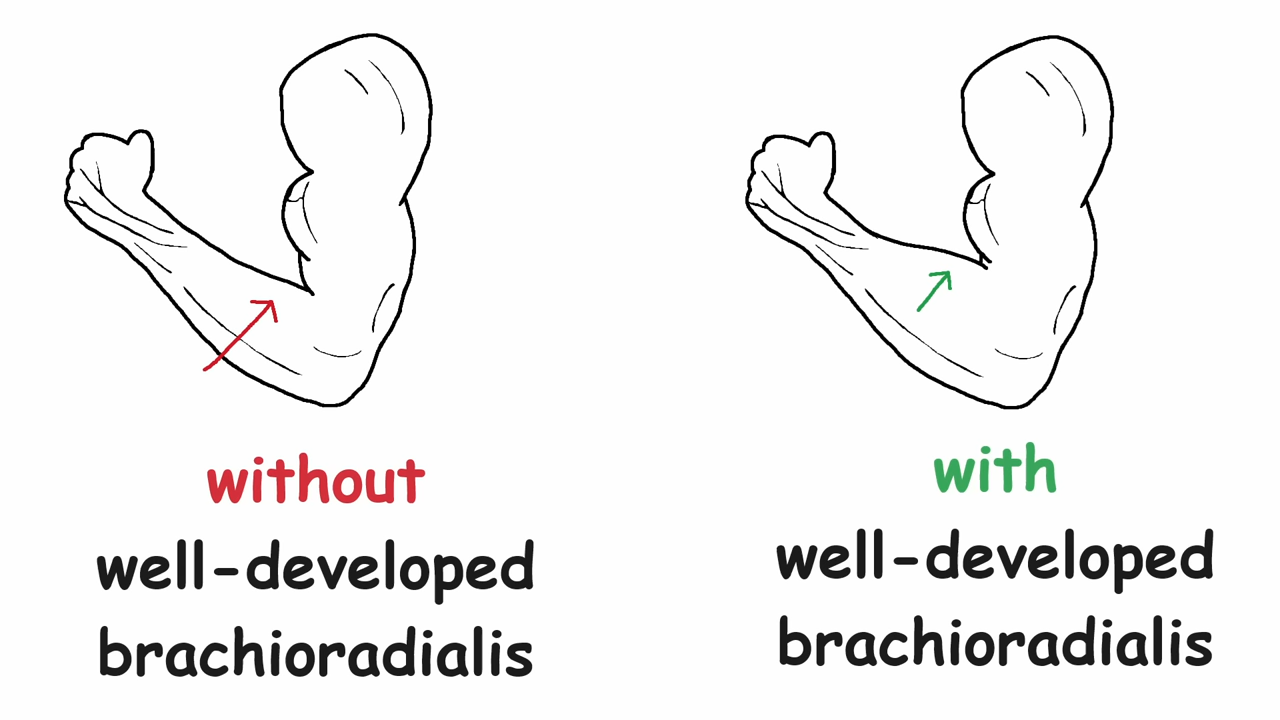 without
well-developed
brachioradialis
with
well-developed
brachioradialis